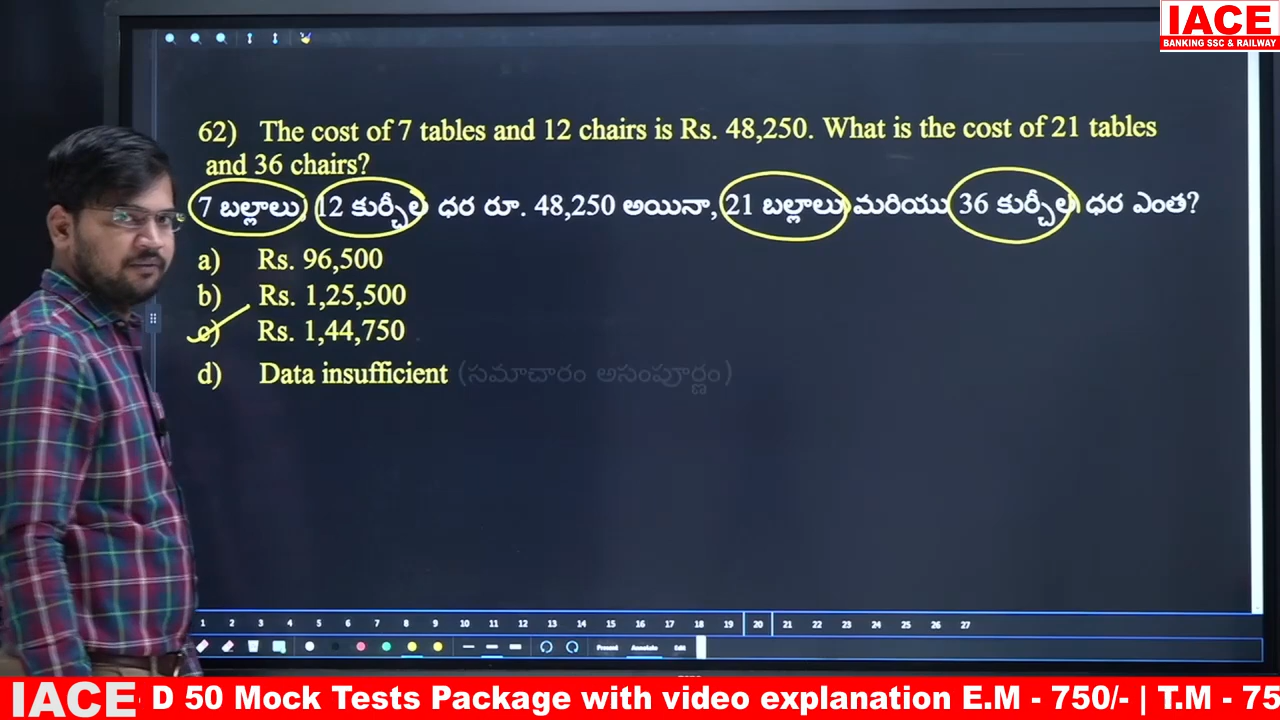 IACE
BANKING SSC & RAILWAY
62) The cost of 7 tables and 12 chairs is Rs. 48,250. What is the cost of 21 tables
and 36 chairs?
7 బల్లాలు, 12 కుర్చీల ధర రూ. 48,250 అయినా, 21 బల్లాలు మరియు 36 కుర్చీల ధర ఎంత?
a) Rs. 96,500
b) Rs. 1,25,500
c) Rs. 1,44,750
d) Data insufficient (సమాచారం అసంపూర్ణం)
1 2 3 4 5 6 7 8 9 10 11 12 13 14 15 16 17 18 19 20 21 22 23 24 25 26 27
Present Annotate Edit
IACE D 50 Mock Tests Package with video explanation E.M - 750/- | T.M - 75